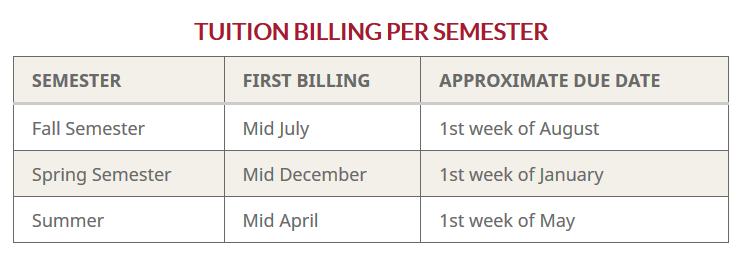 TUITION BILLING PER SEMESTER
SEMESTER FIRST BILLING APPROXIMATE DUE DATE
Fall Semester Mid July 1st week of August
Spring Semester Mid December 1st week of January
Summer Mid April 1st week of May